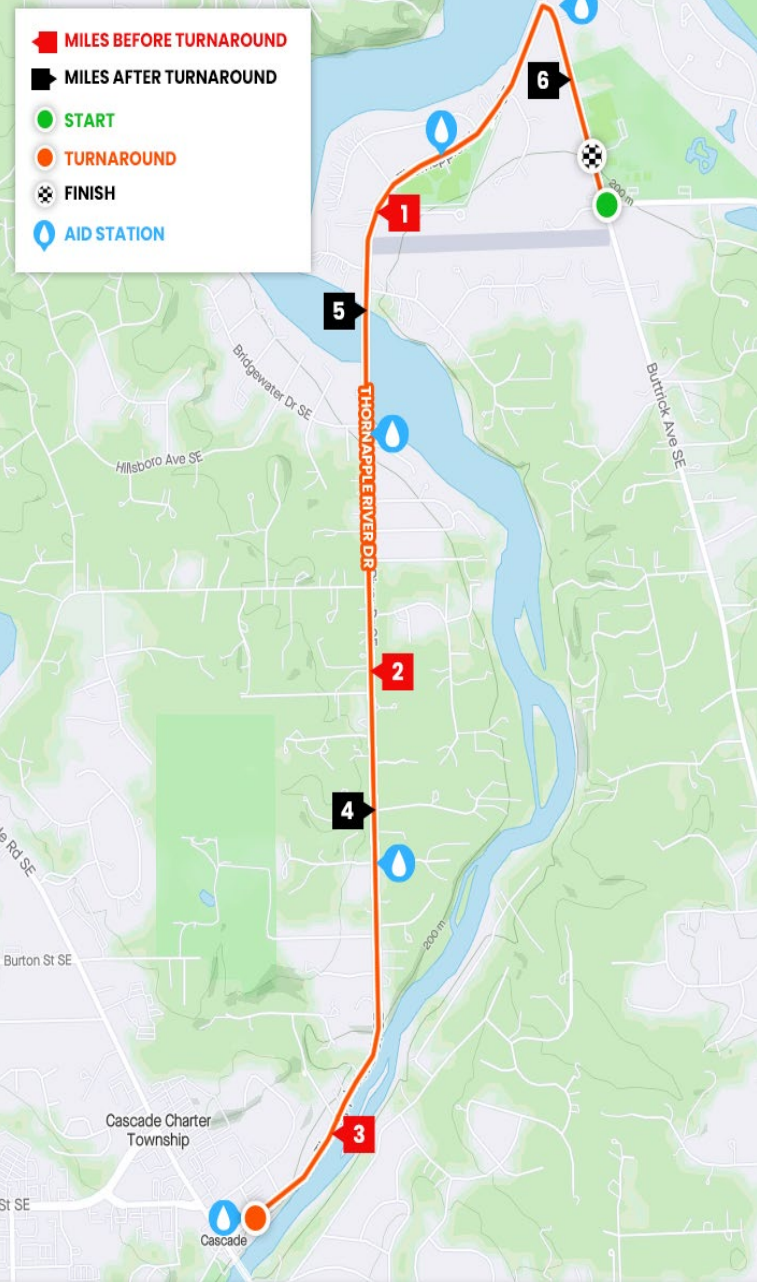 MILES BEFORE TURNAROUND
MILES AFTER TURNAROUND
START
TURNAROUND
FINISH
AID STATION
6
1
200 m
5
Bridgewater Dr SE
Buttrick Ave SE
THORNAPPLE RIVER DR
Hillsboro Ave SE
2
4
Rd SE
200 m
Burton St SE
3
Cascade Charter
Township
St SE
Cascade